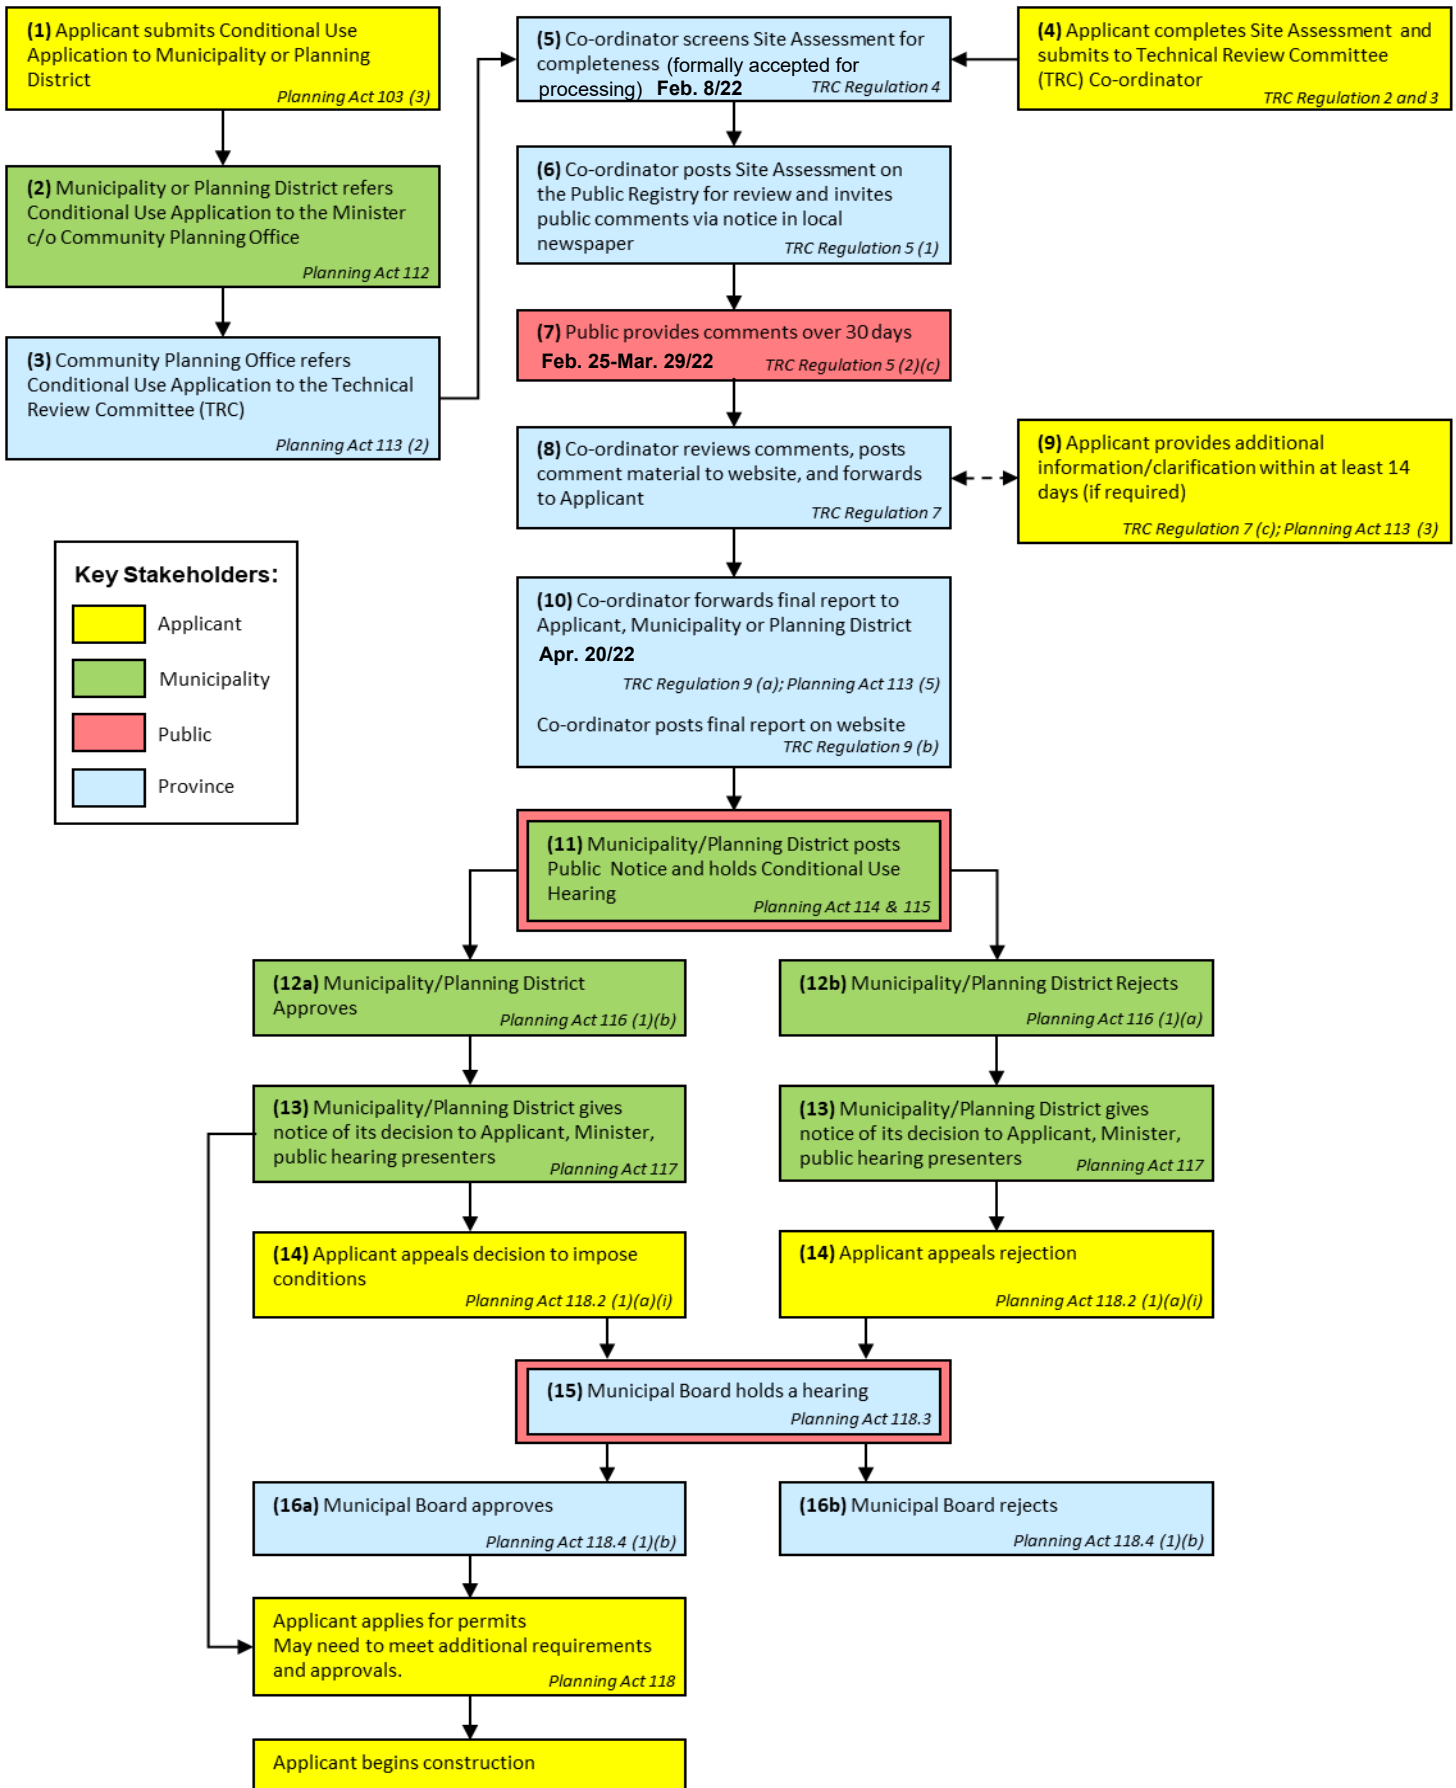 (1) Applicant submits Conditional Use
Application to Municipality or Planning
District
Planning Act 103 (3)
(2) Municipality or Planning District refers
Conditional Use Application to the Minister
c/o Community Planning Office
Planning Act 112
(3) Community Planning Office refers
Conditional Use Application to the Technical
Review Committee (TRC)
Planning Act 113 (2)
(4) Applicant completes Site Assessment and
submits to Technical Review Committee
(TRC) Co-ordinator
TRC Regulation 2 and 3
(5) Co-ordinator screens Site Assessment for
completeness (formally accepted for
processing) Feb. 8/22 TRC Regulation 4
(6) Co-ordinator posts Site Assessment on
the Public Registry for review and invites
public comments via notice in local
newspaper
TRC Regulation 5 (1)
(7) Public provides comments over 30 days
Feb. 25-Mar. 29/22 TRC Regulation 5 (2)(c)
(8) Co-ordinator reviews comments, posts
comment material to website, and forwards
to Applicant
TRC Regulation 7
(9) Applicant provides additional
information/clarification within at least 14
days (if required)
TRC Regulation 7 (c); Planning Act 113 (3)
Key Stakeholders:
Applicant
Municipality
Public
Province
(10) Co-ordinator forwards final report to
Applicant, Municipality or Planning District
Apr. 20/22
TRC Regulation 9 (a); Planning Act 113 (5)
Co-ordinator posts final report on website
TRC Regulation 9 (b)
(11) Municipality/Planning District posts
Public Notice and holds Conditional Use
Hearing
Planning Act 114 & 115
(12a) Municipality/Planning District
Approves
Planning Act 116 (1)(b)
(12b) Municipality/Planning District Rejects
Planning Act 116 (1)(a)
(13) Municipality/Planning District gives
notice of its decision to Applicant, Minister,
public hearing presenters
Planning Act 117
(13) Municipality/Planning District gives
notice of its decision to Applicant, Minister,
public hearing presenters
Planning Act 117
(14) Applicant appeals decision to impose
conditions
Planning Act 118.2 (1)(a)(i)
(14) Applicant appeals rejection
Planning Act 118.2 (1)(a)(i)
(15) Municipal Board holds a hearing
Planning Act 118.3
(16a) Municipal Board approves
Planning Act 118.4 (1)(b)
(16b) Municipal Board rejects
Planning Act 118.4 (1)(b)
Applicant applies for permits
May need to meet additional requirements
and approvals.
Planning Act 118
Applicant begins construction